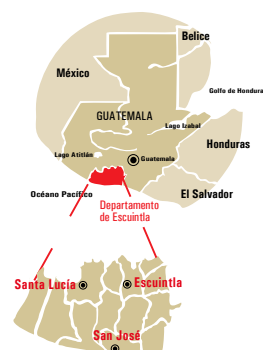 Belice
México
Golfo de Hondura
GUATEMALA
Lago Izabal
Honduras
Lago Atitlán
Guatemala
Océano Pacífico
El Salvador
Departamento
de Escuintla
Santa Lucía
Escuintla
San José